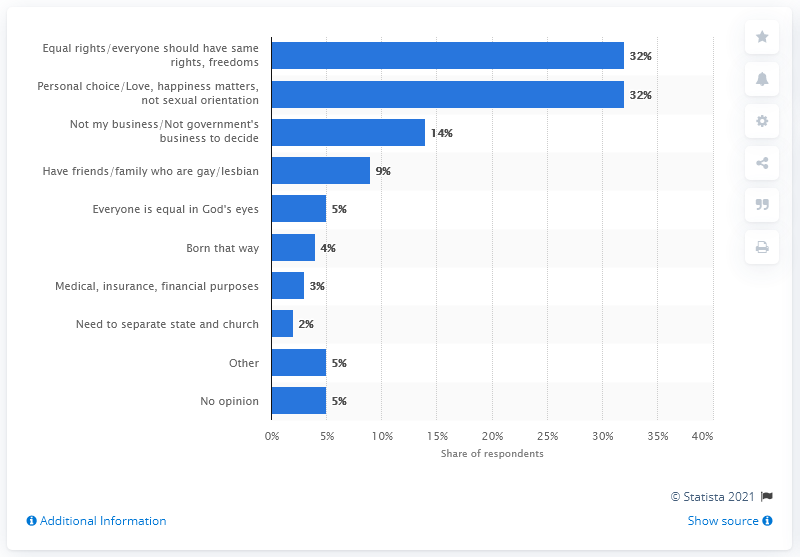 Equal rights/everyone should have same
rights, freedoms
32%
Personal choice/Love, happiness matters,
not sexual orientation
32%
Not my business/Not government's
business to decide
14%
Have friends/family who are gay/lesbian
9%
Everyone is equal in God's eyes
5%
Born that way
4%
Medical, insurance, financial purposes
3%
Need to separate state and church
2%
Other
5%
No opinion
5%
0% 5% 10% 15% 20% 25% 30% 35% 40%
Share of respondents
© Statista 2021
Additional Information
Show source